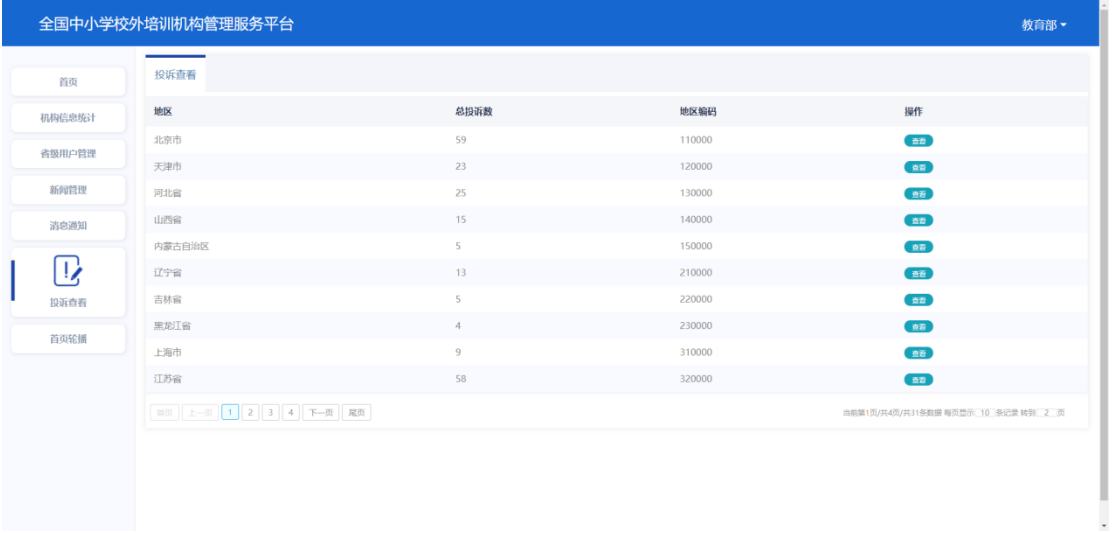 全国中小学校外培训机构管理服务平台
教育部
首页
机构信息统计
省级用户管理
新闻管理
消息通知
投诉查看
首页轮播
投诉查看
地区 总投诉数 地区编码 操作
北京市 59 110000 查看
天津市 23 120000 查看
河北省 25 130000 查看
山西省 15 140000 查看
内蒙古自治区 5 150000 查看
辽宁省 13 210000 查看
吉林省 5 220000 查看
黑龙江省 4 230000 查看
上海市 9 310000 查看
江苏省 58 320000 查看
首页 上一页 1 2 3 4 下一页 尾页
当前第1页/共4页/共31条数据 每页显示 10 条记录 转到 2 页